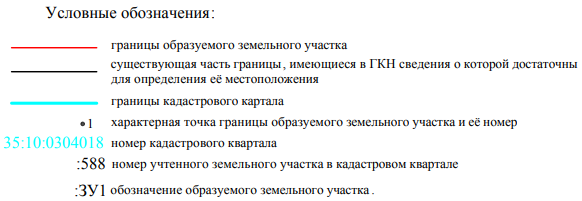 Условные обозначения:
границы образуемого земельного участка
существующая часть границы, имеющиеся в ГКН сведения о которой достаточны
для определения её местоположения
границы кадастрового картала
1 характерная точка границы образуемого земельного участка и её номер
35:10:0304018 номер кадастрового квартала
:588 номер учтенного земельного участка в кадастровом квартале
:ЗУ1 обозначение образуемого земельного участка.